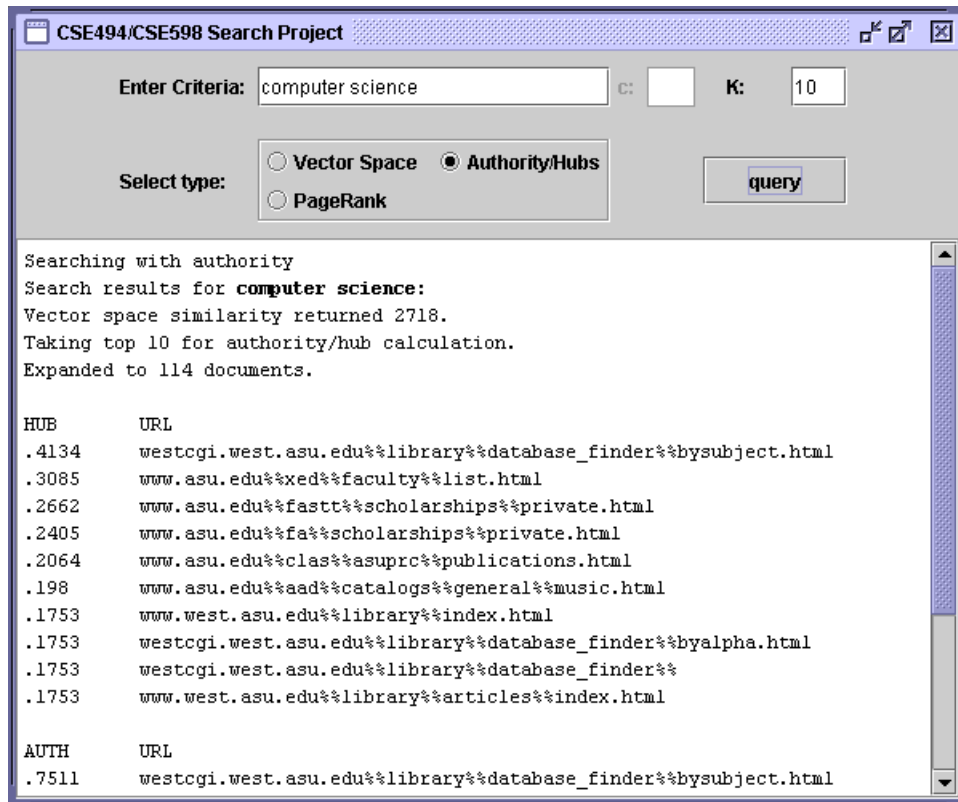 CSE494/CSE598 Search Project
Enter Criteria: computer science c: K: 10
Select type: Vector Space Authority/Hubs
PageRank
query
Searching with authority
Search results for computer science:
Vector space similarity returned 2718.
Taking top 10 for authority/hub calculation.
Expanded to 114 documents.
HUB URL
.4134 westcgi.west.asu.edu%%library%%database_finder%%bysubject.html
.3085 www.asu.edu%%xed%%faculty%%list.html
.2662 www.asu.edu%%fastt%%scholarships%%private.html
.2405 www.asu.edu%%fa%%scholarships%%private.html
.2064 www.asu.edu%%clas%%asuprc%%publications.html
.198 www.asu.edu%%aad%%catalogs%%general%%music.html
.1753 www.west.asu.edu%%library%%index.html
.1753 westcgi.west.asu.edu%%library%%database_finder%%byalpha.html
.1753 westcgi.west.asu.edu%%library%%database_finder%%
.1753 www.west.asu.edu%%library%%articles%%index.html
AUTH URL
.7511 westcgi.west.asu.edu%%library%%database_finder%%bysubject.html